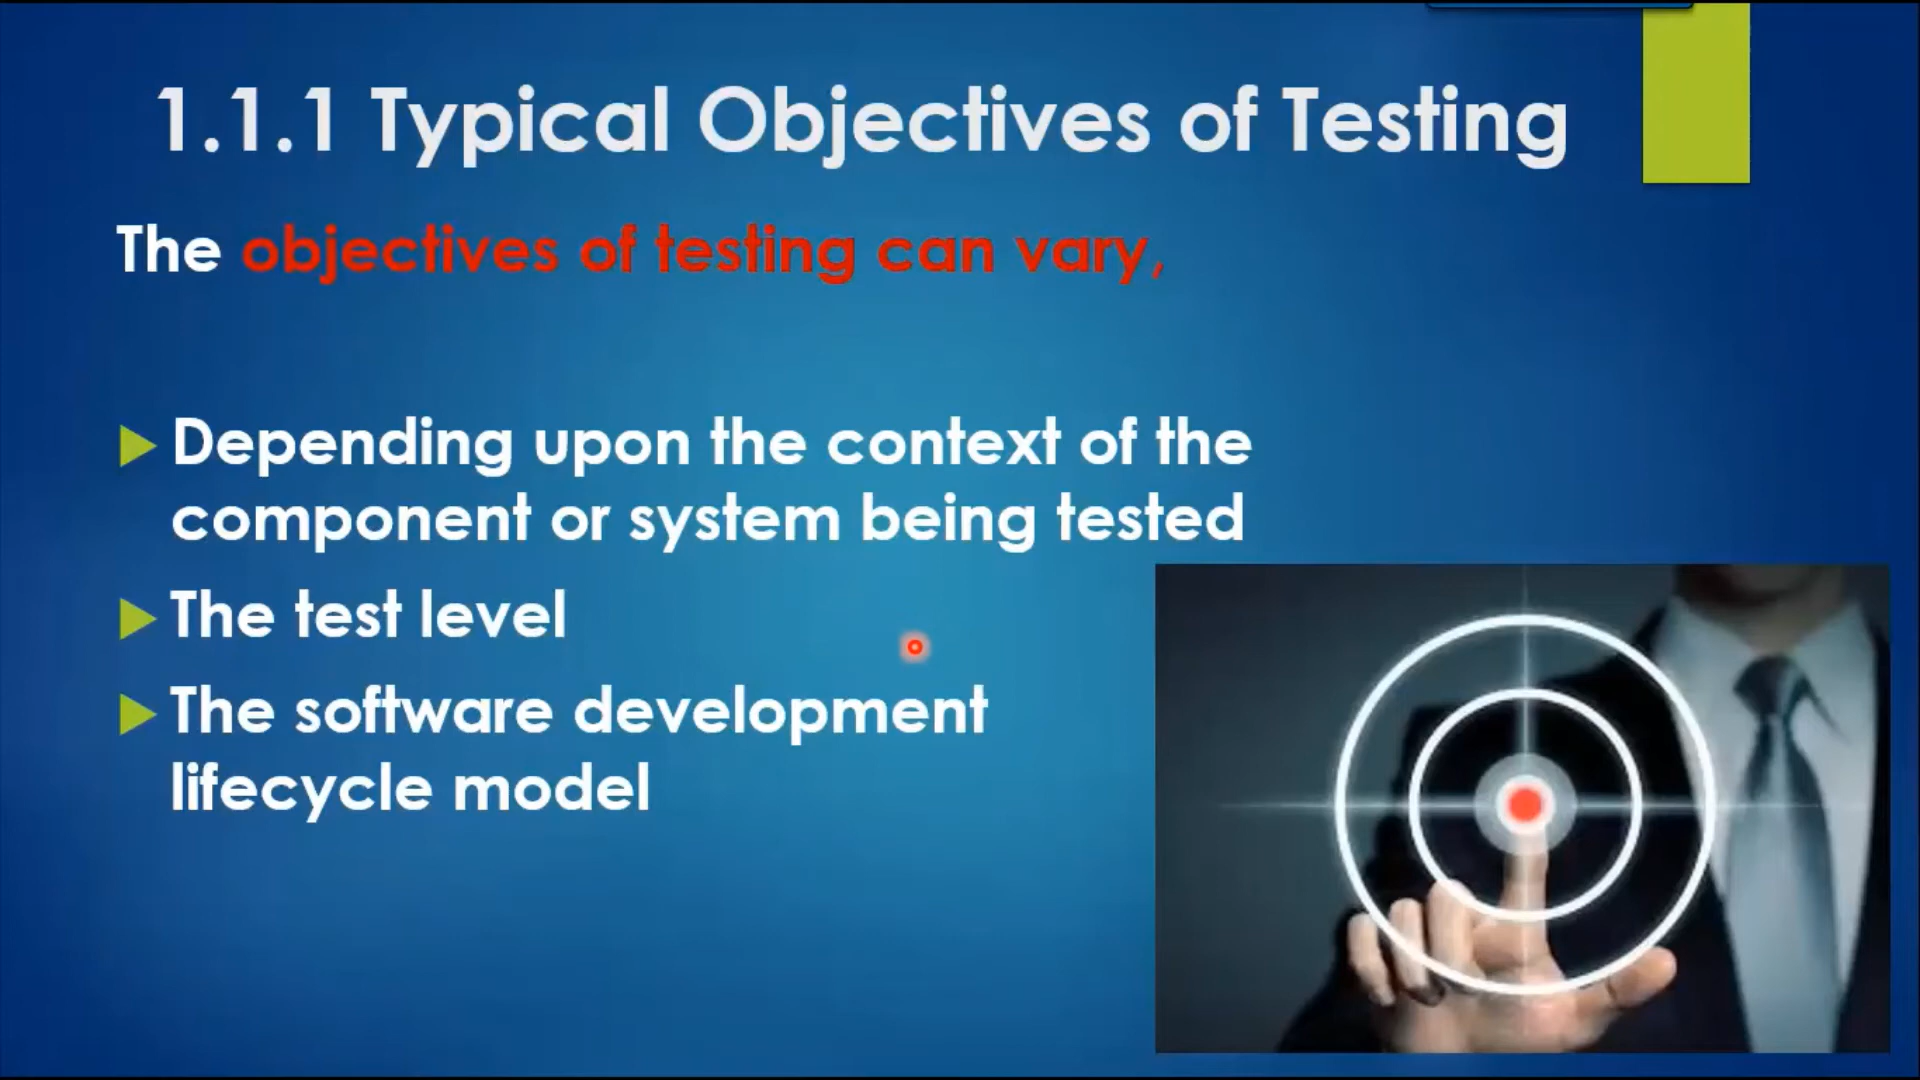 1.1.1 Typical Objectives of Testing
The objectives of testing can vary,
Depending upon the context of the
component or system being tested
The test level
The software development
lifecycle model